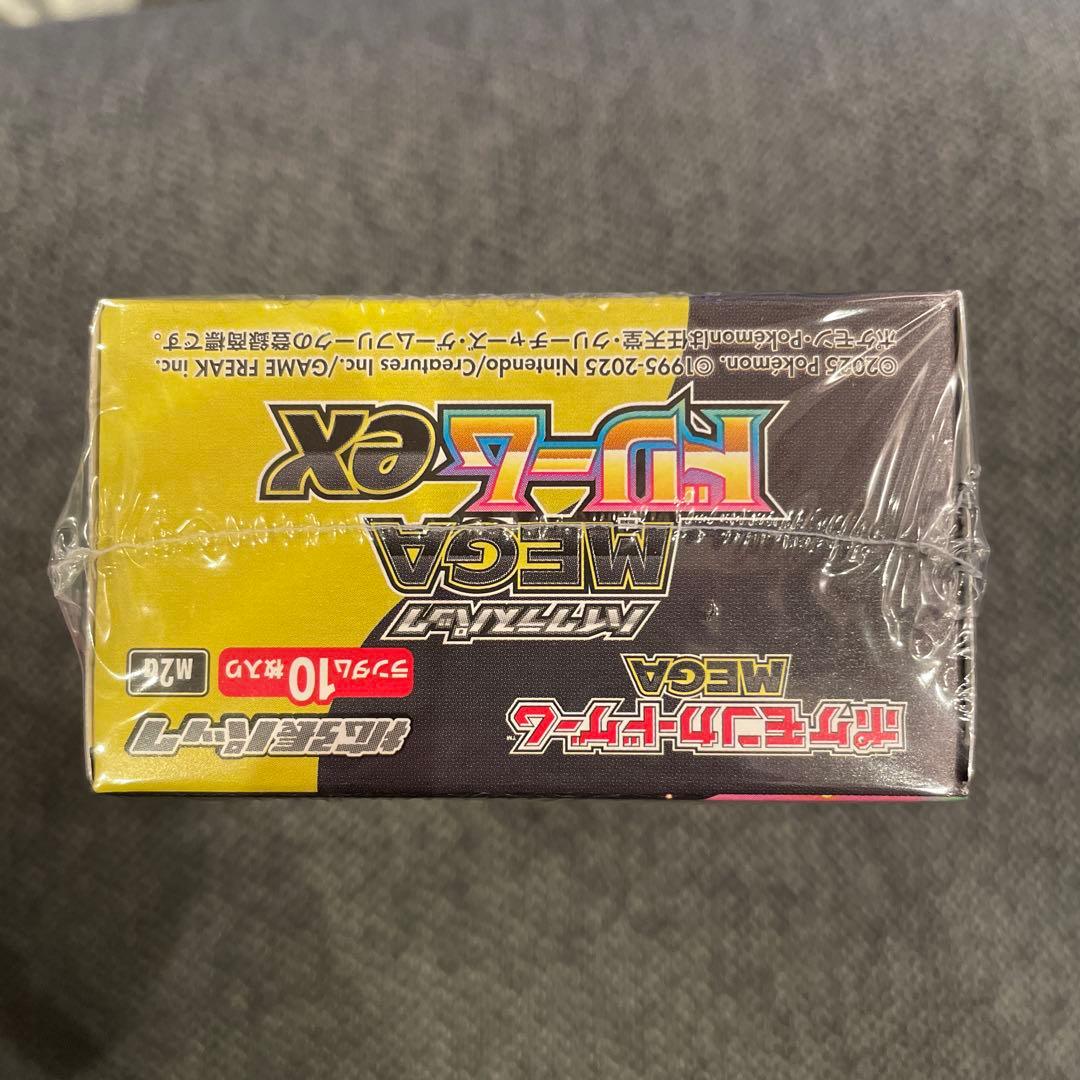 ポケモンカードゲーム™
MEGA
拡張パック
ランダム10枚入り
M2a
ハイクラスパック
MEGA
ドリームex
©2025 Pokémon. ©1995-2025 Nintendo/Creatures Inc./GAME FREAK inc.
ポケモン・Pokémonは任天堂・クリーチャーズ・ゲームフリークの登録商標です。